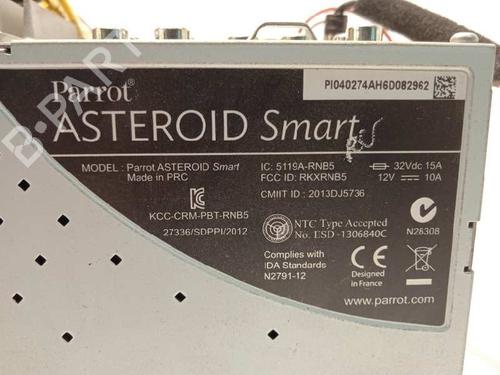 PI040274AH6D082962
Parrot®
ASTEROID Smart
MODEL : Parrot ASTEROID Smart
Made in PRC
IC: 5119A-RNB5
FCC ID: RKXRNB5
CMIIT ID : 2013DJ5736
32Vdc 15A
12V 10A
KCC-CRM-PBT-RNB5
27336/SDPPI/2012
NTC Type Accepted
No. ESD -1306840C
N28308
Complies with
IDA Standards
N2791-12
CE
Designed
in France
www.parrot.com
B-PART